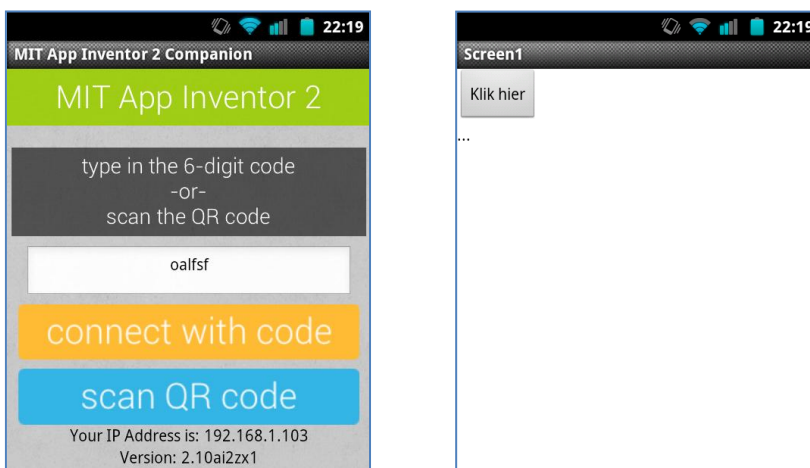 22:19
MIT App Inventor 2 Companion
MIT App Inventor 2
type in the 6-digit code
-or-
scan the QR code
oalfsf
connect with code
scan QR code
Your IP Address is: 192.168.1.103
Version: 2.10ai2zx1
22:19
Screen1
Klik hier
...